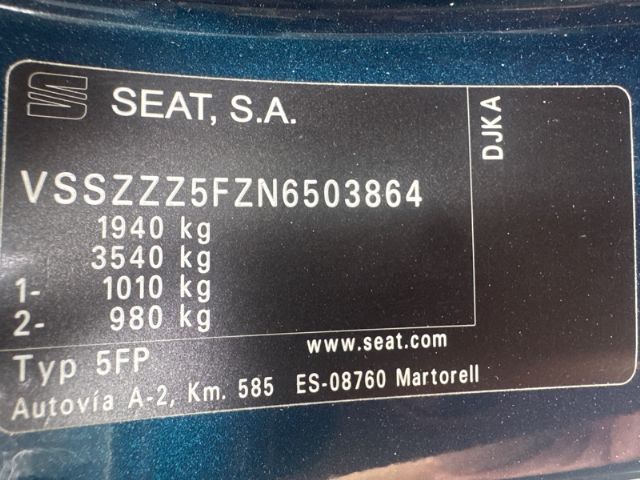 SEAT, S.A.
DJKA
VSSZZZ5FZN6503864
1940 kg
3540 kg
1- 1010 kg
2- 980 kg
www.seat.com
Typ 5FP
Autovía A-2, Km. 585 ES-08760 Martorell